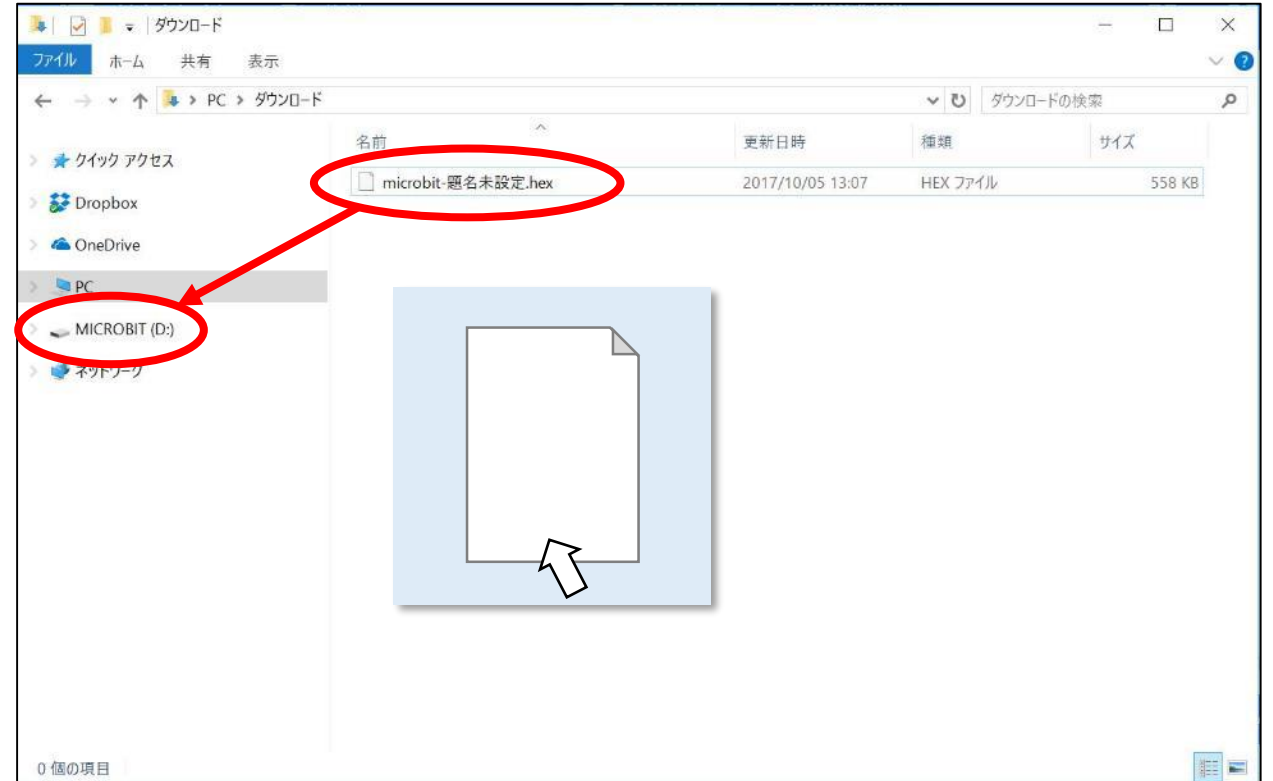 ダウンロード
ファイル ホーム 共有 表示
PC > ダウンロード ダウンロードの検索
名前 更新日時 種類 サイズ
microbit-題名未設定.hex 2017/10/05 13:07 HEX ファイル 558 KB
クイック アクセス
Dropbox
OneDrive
PC
MICROBIT (D:)
ネットワーク
0 個の項目